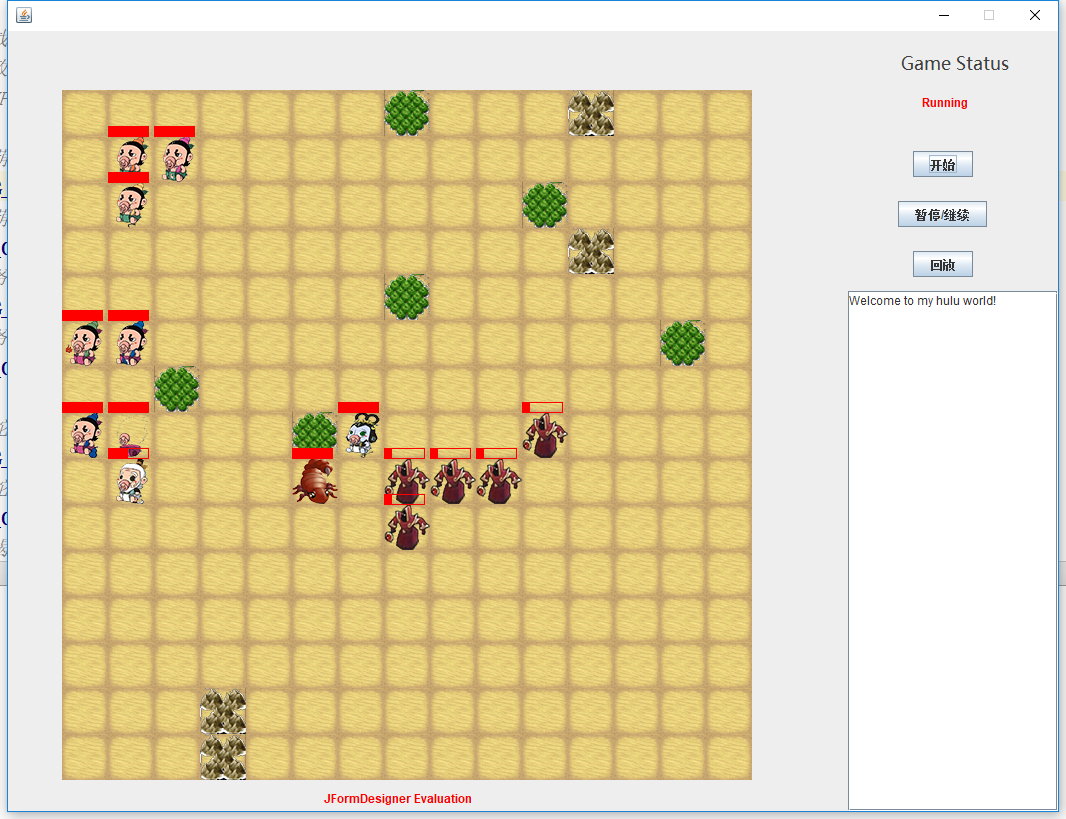 Game Status
Running
开始
暂停/继续
回放
Welcome to my hulu world!
JFormDesigner Evaluation